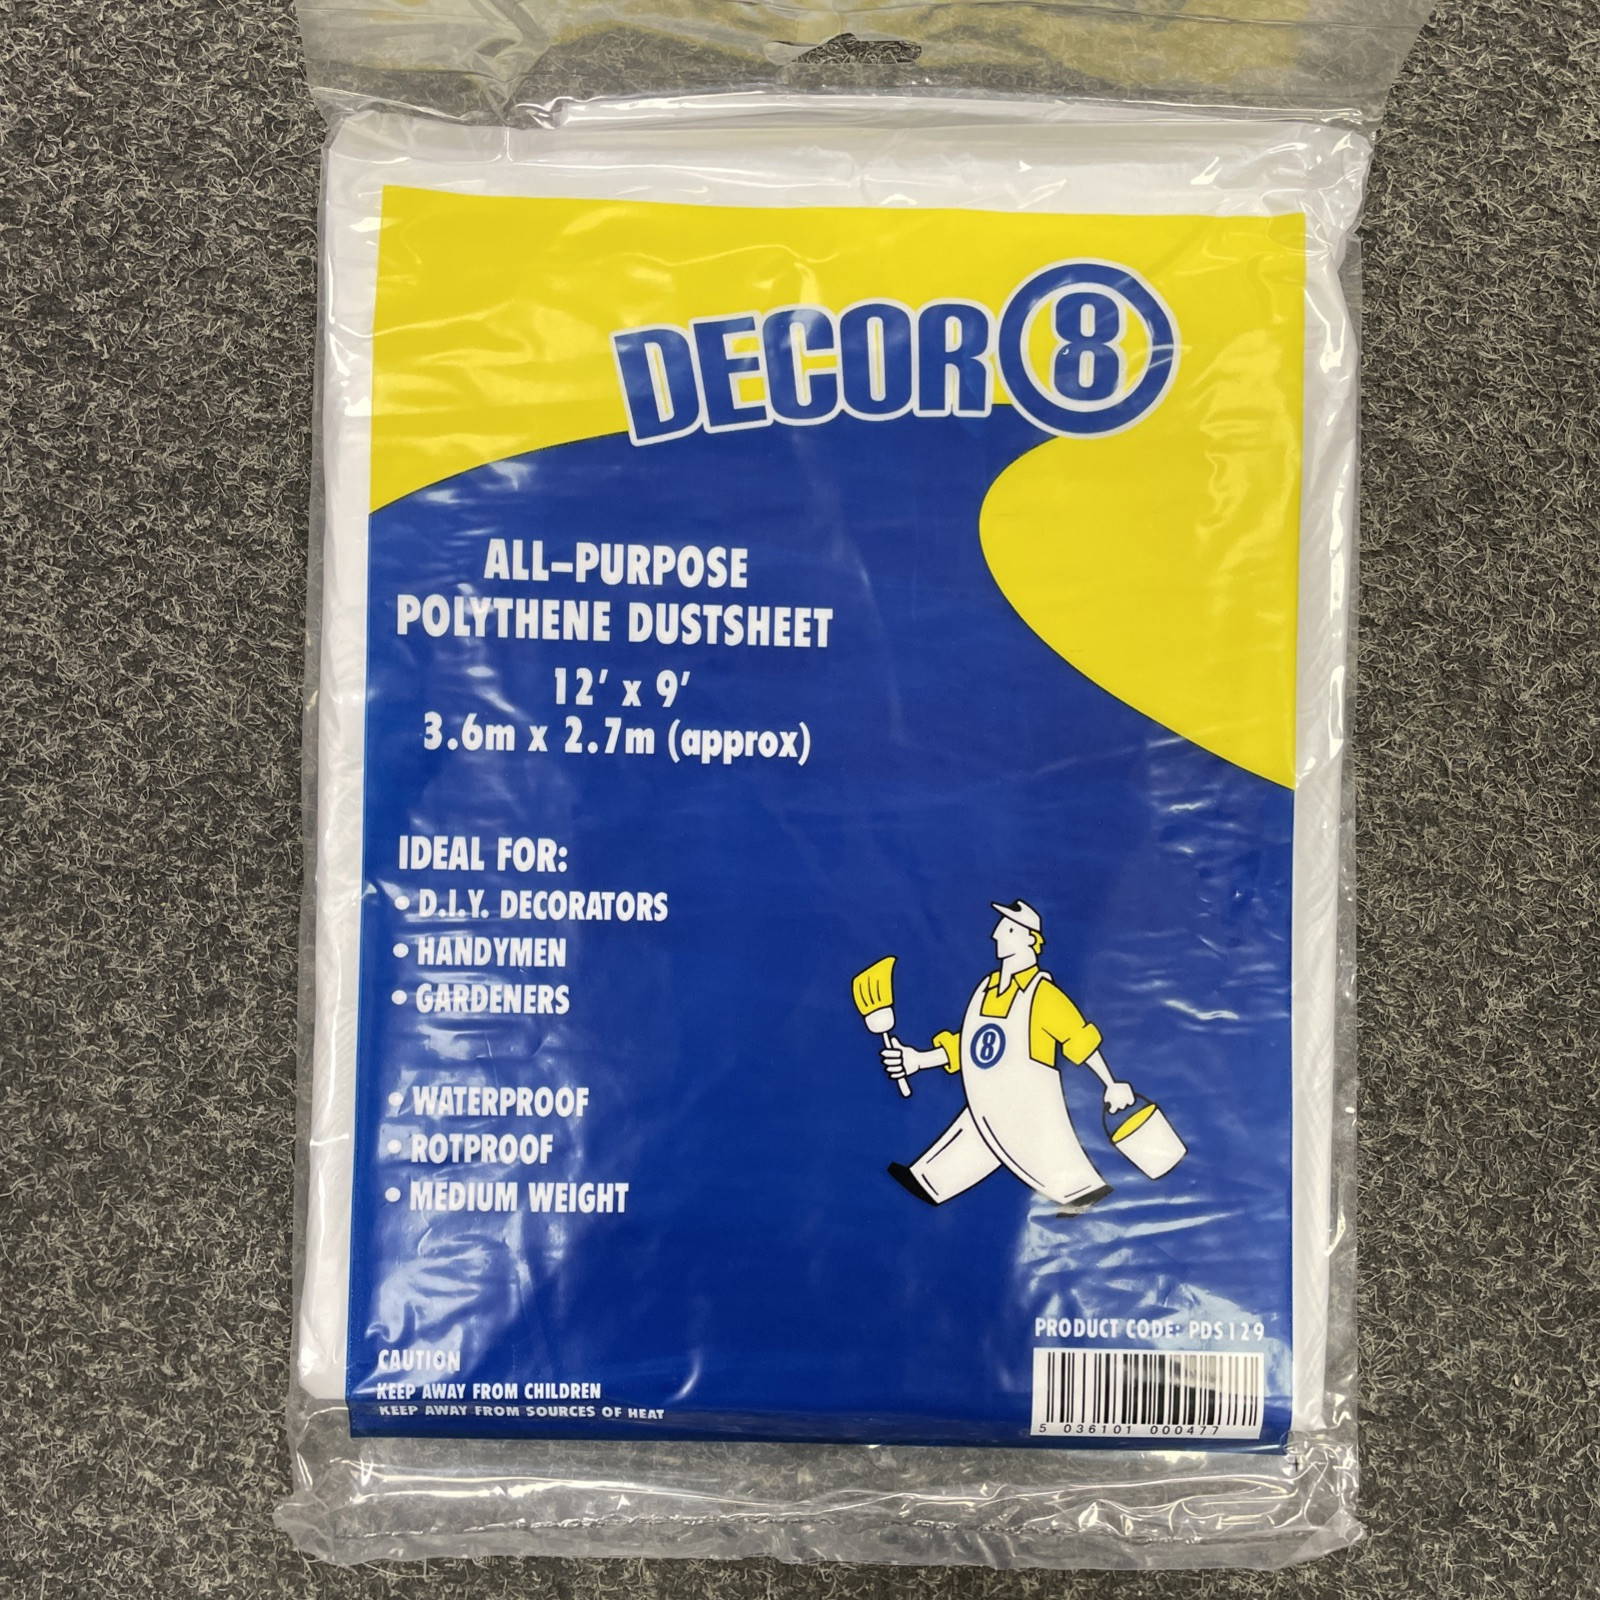 DECOR 8
ALL-PURPOSE
POLYTHENE DUSTSHEET
12' x 9'
3.6m x 2.7m (approx)
IDEAL FOR:
• D.I.Y. DECORATORS
• HANDYMEN
• GARDENERS
• WATERPROOF
• ROTPROOF
• MEDIUM WEIGHT
8
PRODUCT CODE: PDS129
CAUTION
KEEP AWAY FROM CHILDREN
KEEP AWAY FROM SOURCES OF HEAT
5 036101 000477